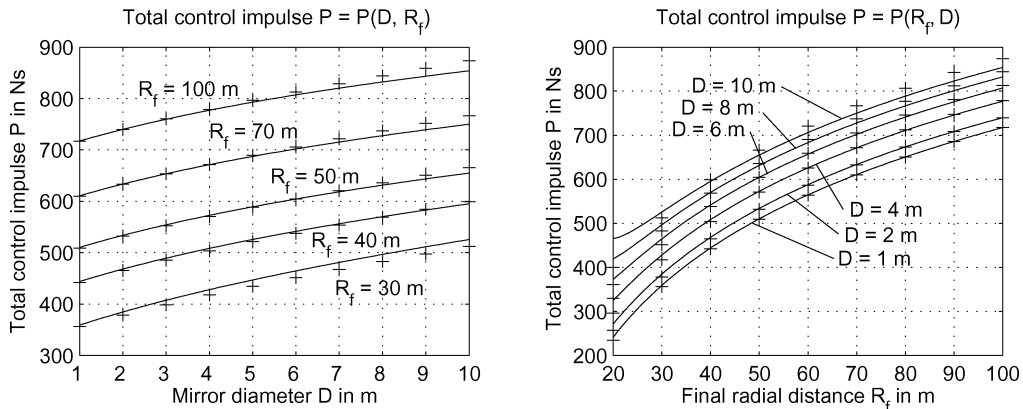 Total control impulse P = P(D, R_f)
Total control impulse P in Ns
900
800
700
600
500
400
300
R_f = 100 m
R_f = 70 m
R_f = 50 m
R_f = 40 m
R_f = 30 m
1 2 3 4 5 6 7 8 9 10
Mirror diameter D in m
Total control impulse P = P(R_f, D)
Total control impulse P in Ns
900
800
700
600
500
400
300
200
D = 10 m
D = 8 m
D = 6 m
D = 4 m
D = 2 m
D = 1 m
20 30 40 50 60 70 80 90 100
Final radial distance R_f in m